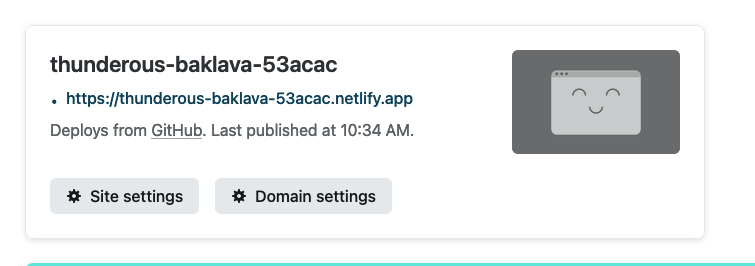 thunderous-baklava-53acac
• https://thunderous-baklava-53acac.netlify.app
Deploys from GitHub. Last published at 10:34 AM.
Site settings
Domain settings